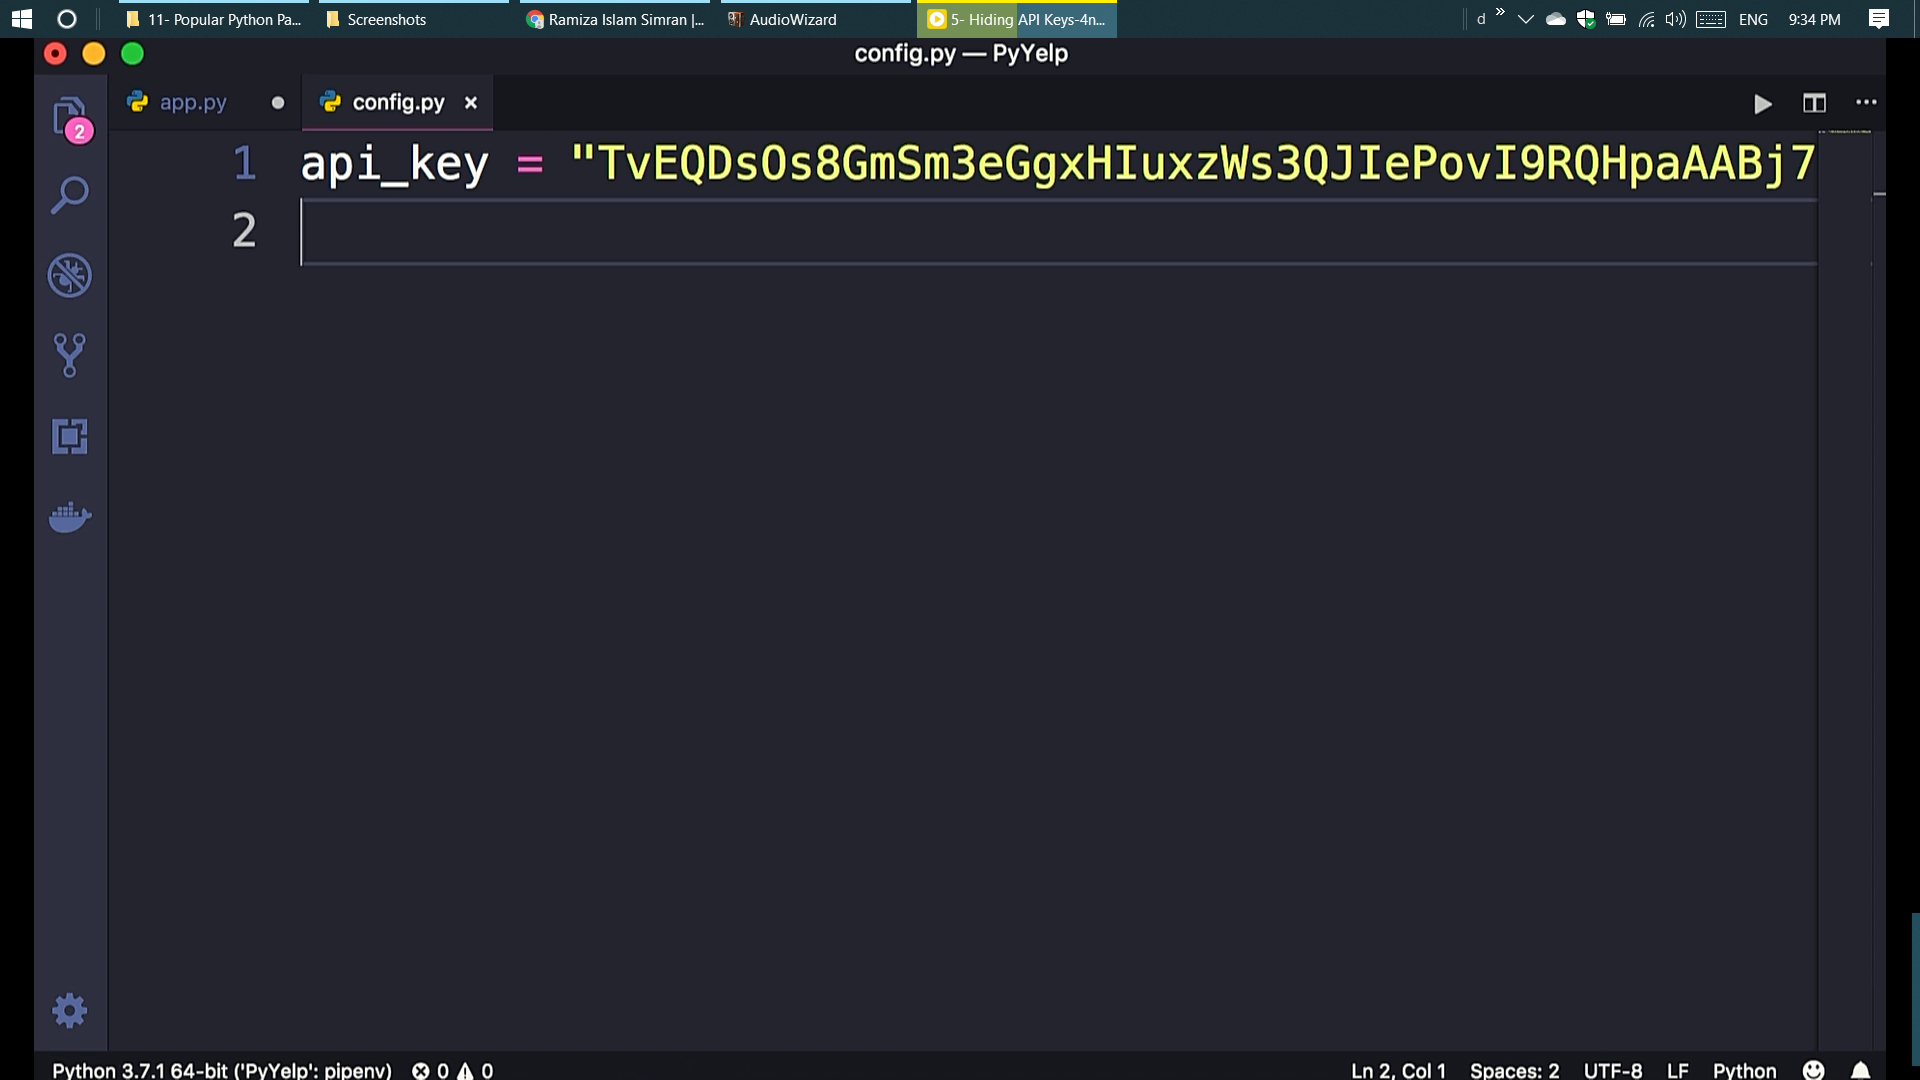 11- Popular Python Pa...
Screenshots
Ramiza Islam Simran |...
AudioWizard
5- Hiding API Keys-4n...
d
ENG
9:34 PM
config.py — PyYelp
app.py
config.py
2
1 api_key = "TvEQDsOs8GmSm3eGgxHIuxzWs3QJIePovI9RQHpaAABj7
2
Python 3.7.1 64-bit ('PyYelp': pipenv)
0
0
Ln 2, Col 1
Spaces: 2
UTF-8
LF
Python